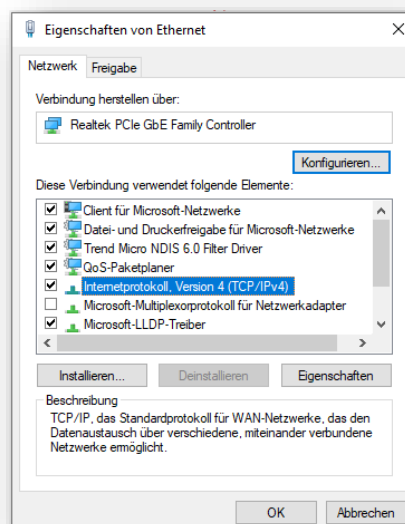 Eigenschaften von Ethernet
Netzwerk Freigabe
Verbindung herstellen über:
Realtek PCIe GbE Family Controller
Konfigurieren...
Diese Verbindung verwendet folgende Elemente:
Client für Microsoft-Netzwerke
Datei- und Druckerfreigabe für Microsoft-Netzwerke
Trend Micro NDIS 6.0 Filter Driver
QoS-Paketplaner
Internetprotokoll, Version 4 (TCP/IPv4)
Microsoft-Multiplexorprotokoll für Netzwerkadapter
Microsoft-LLDP-Treiber
Installieren... Deinstallieren Eigenschaften
Beschreibung
TCP/IP, das Standardprotokoll für WAN-Netzwerke, das den
Datenaustausch über verschiedene, miteinander verbundene
Netzwerke ermöglicht.
OK Abbrechen